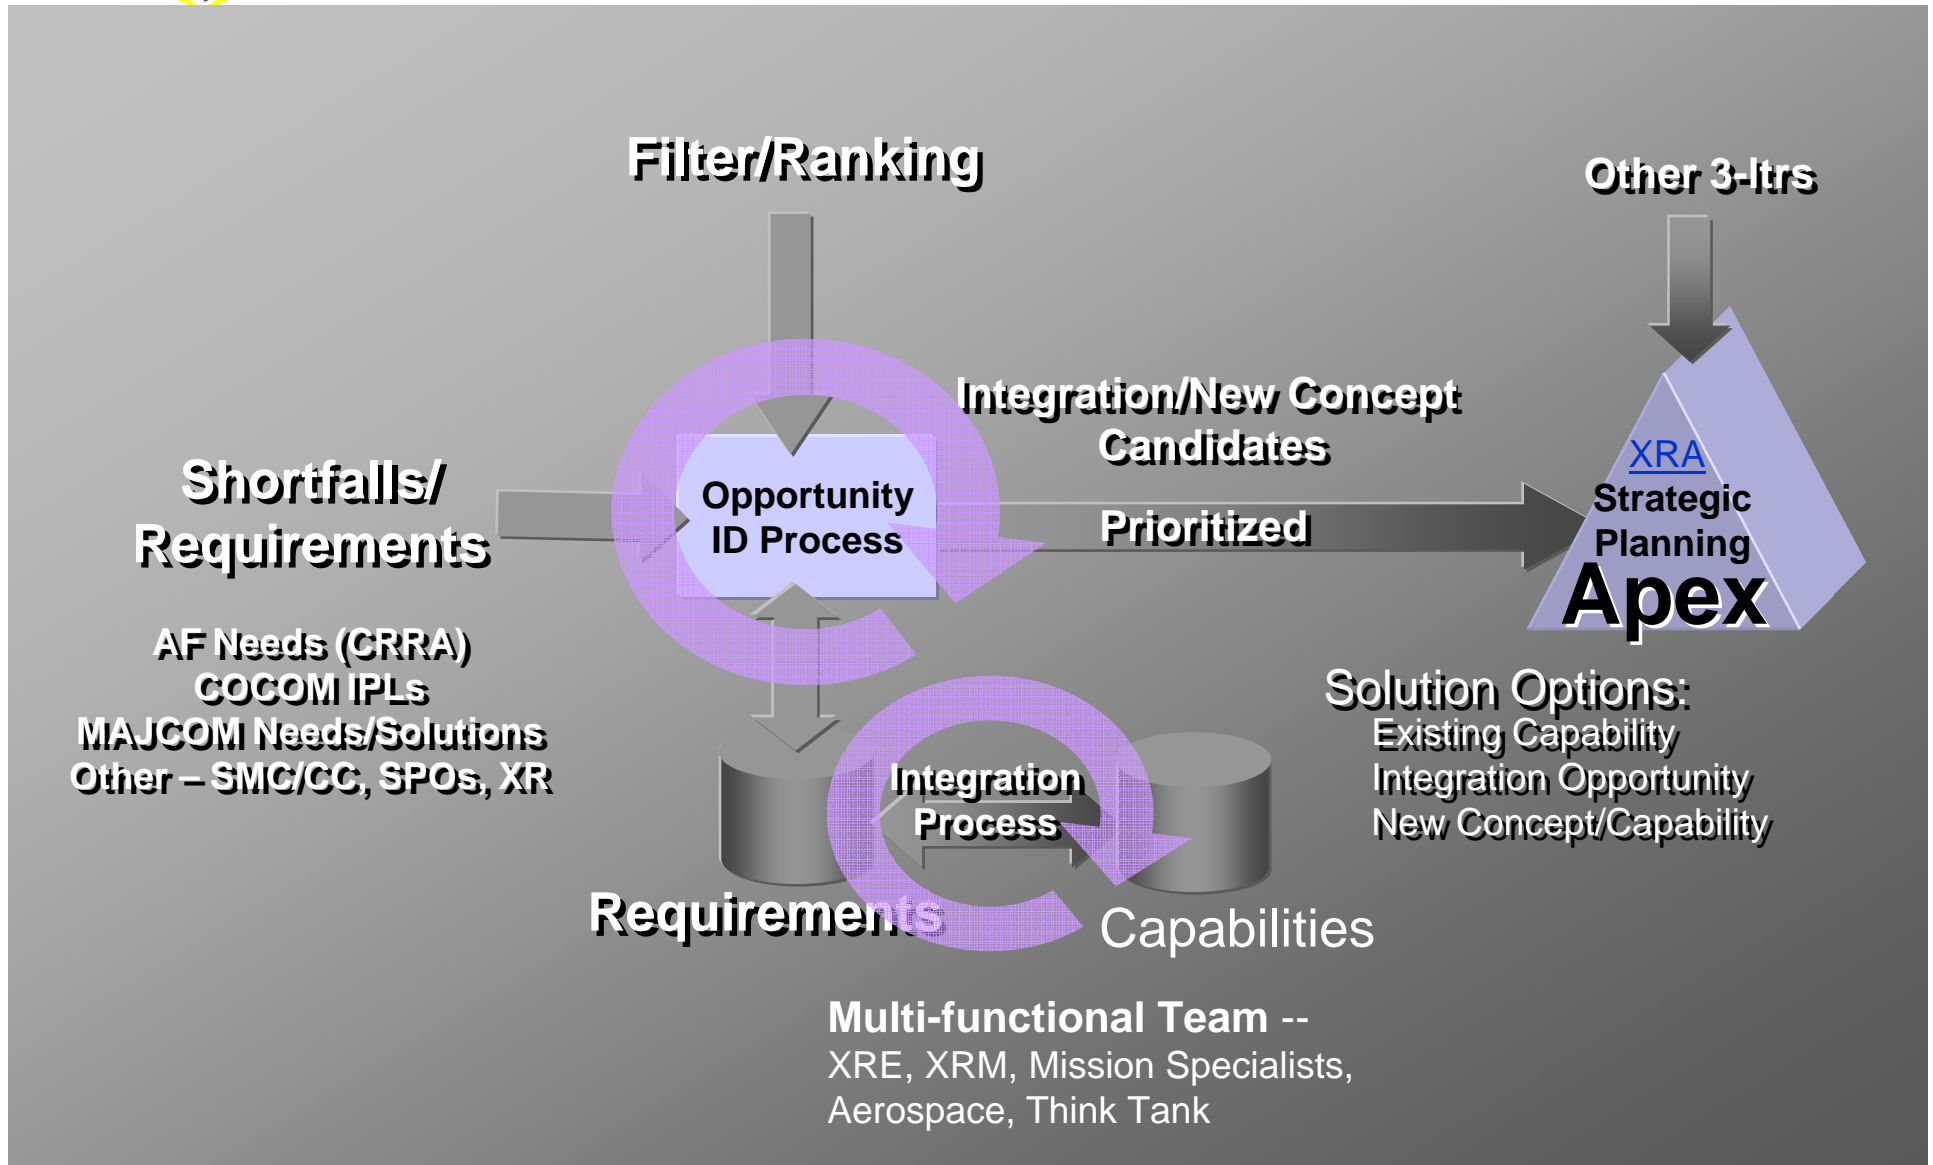 Filter/Ranking
Other 3-ltrs
Integration/New Concept
Candidates
Prioritized
Shortfalls/
Requirements
AF Needs (CRRA)
COCOM IPLs
MAJCOM Needs/Solutions
Other – SMC/CC, SPOs, XR
Opportunity
ID Process
XRA
Strategic
Planning
Apex
Solution Options:
Existing Capability
Integration Opportunity
New Concept/Capability
Integration
Process
Requirements
Capabilities
Multi-functional Team --
XRE, XRM, Mission Specialists,
Aerospace, Think Tank